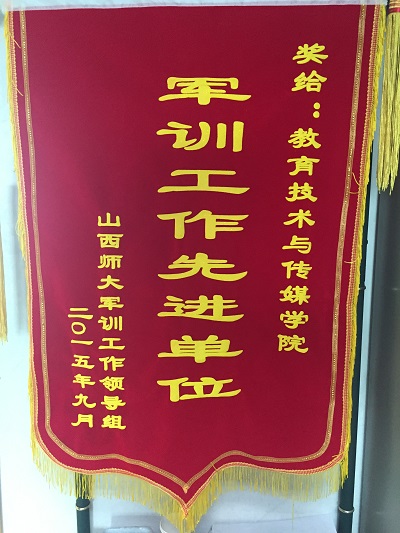 奖给：教育技术与传媒学院
军训工作先进单位
山西师大军训工作领导组
二〇一五年九月